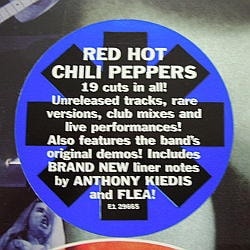 RED HOT
CHILI PEPPERS
19 cuts in all!
Unreleased tracks, rare
versions, club mixes and
live performances!
Also features the band's
original demos! Includes
BRAND NEW liner notes
by ANTHONY KIEDIS
and FLEA!
E1 29665